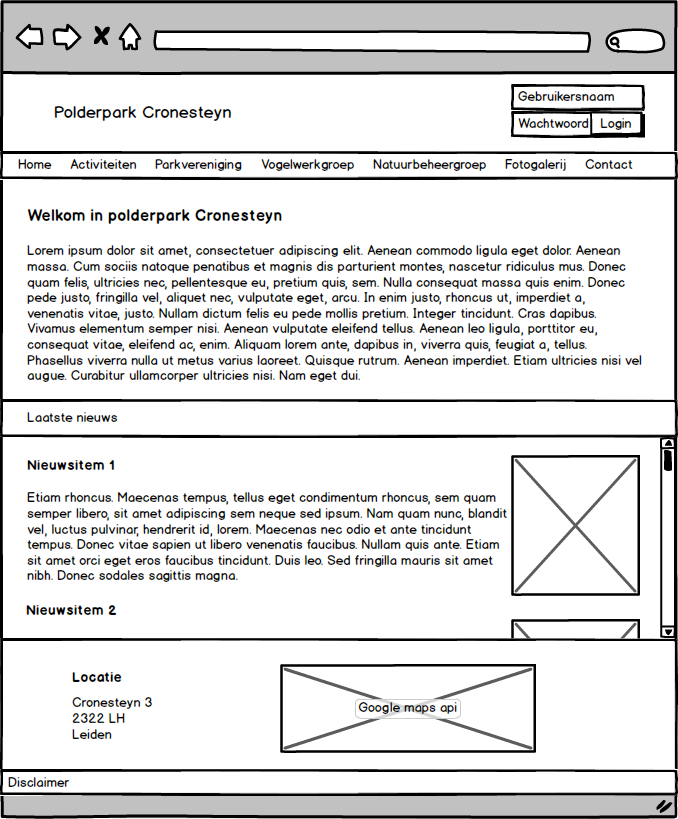 Polderpark Cronesteyn
Gebruikersnaam
Wachtwoord Login
Home Activiteiten Parkvereniging Vogelwerkgroep Natuurbeheergroep Fotogalerij Contact
Welkom in polderpark Cronesteyn
Lorem ipsum dolor sit amet, consectetuer adipiscing elit. Aenean commodo ligula eget dolor. Aenean
massa. Cum sociis natoque penatibus et magnis dis parturient montes, nascetur ridiculus mus. Donec
quam felis, ultricies nec, pellentesque eu, pretium quis, sem. Nulla consequat massa quis enim. Donec
pede justo, fringilla vel, aliquet nec, vulputate eget, arcu. In enim justo, rhoncus ut, imperdiet a,
venenatis vitae, justo. Nullam dictum felis eu pede mollis pretium. Integer tincidunt. Cras dapibus.
Vivamus elementum semper nisi. Aenean vulputate eleifend tellus. Aenean leo ligula, porttitor eu,
consequat vitae, eleifend ac, enim. Aliquam lorem ante, dapibus in, viverra quis, feugiat a, tellus.
Phasellus viverra nulla ut metus varius laoreet. Quisque rutrum. Aenean imperdiet. Etiam ultricies nisi vel
augue. Curabitur ullamcorper ultricies nisi. Nam eget dui.
Laatste nieuws
Nieuwsitem 1
Etiam rhoncus. Maecenas tempus, tellus eget condimentum rhoncus, sem quam
semper libero, sit amet adipiscing sem neque sed ipsum. Nam quam nunc, blandit
vel, luctus pulvinar, hendrerit id, lorem. Maecenas nec odio et ante tincidunt
tempus. Donec vitae sapien ut libero venenatis faucibus. Nullam quis ante. Etiam
sit amet orci eget eros faucibus tincidunt. Duis leo. Sed fringilla mauris sit amet
nibh. Donec sodales sagittis magna.
Nieuwsitem 2
Locatie
Cronesteyn 3
2322 LH
Leiden
Google maps api
Disclaimer